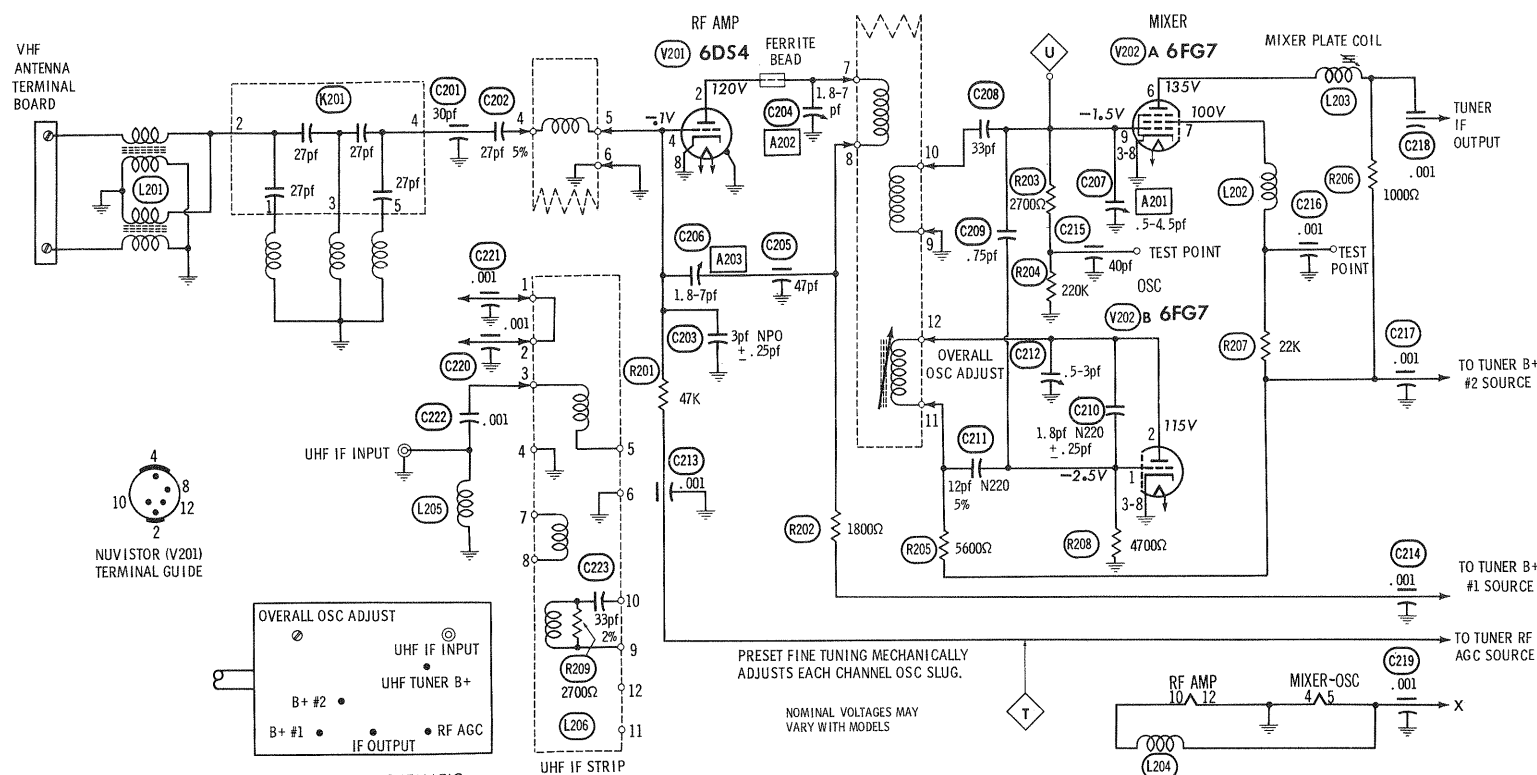 VHF
ANTENNA
TERMINAL
BOARD
L201
K201
2
4
27pf
27pf
27pf
27pf
1
3
5
C201
30pf
C202
27pf
5%
4
5
6
RF AMP
V201 6DS4
120V
-.1V
2
4
8
FERRITE
BEAD
C204
1.8-7
pf
A202
7
8
10
9
12
11
C206
A203
1.8-7pf
C205
47pf
C203
3pf NPO
± .25pf
R201
47K
C213
.001
C208
33pf
C209
.75pf
U
R203
2700Ω
R204
220K
C215
40pf
TEST POINT
C207
A201
.5-4.5pf
MIXER
V202 A 6FG7
135V
100V
-1.5V
6
7
9
3-8
MIXER PLATE COIL
L203
C218
.001
TUNER
IF
OUTPUT
R206
1000Ω
L202
C216
.001
TEST
POINT
R207
22K
C217
.001
TO TUNER B+
#2 SOURCE
OSC
V202 B 6FG7
OVERALL
OSC ADJUST
C212
.5-3pf
C210
1.8pf N220
± .25pf
115V
2
1
3-8
-2.5V
C211
12pf N220
5%
R205
5600Ω
R208
4700Ω
R202
1800Ω
C214
.001
TO TUNER B+
#1 SOURCE
TO TUNER RF
AGC SOURCE
C221
.001
.001
C220
1
2
3
C222
.001
UHF IF INPUT
L205
4
5
6
7
8
C223
33pf
2%
10
9
R209
2700Ω
12
11
L206
UHF IF STRIP
4
8
12
10
2
NUVISTOR (V201)
TERMINAL GUIDE
OVERALL OSC ADJUST
UHF IF INPUT
UHF TUNER B+
B+ #2
B+ #1
IF OUTPUT
RF AGC
PRESET FINE TUNING MECHANICALLY
ADJUSTS EACH CHANNEL OSC SLUG.
NOMINAL VOLTAGES MAY
VARY WITH MODELS
T
RF AMP
10 12
MIXER-OSC
4 5
C219
.001
X
L204